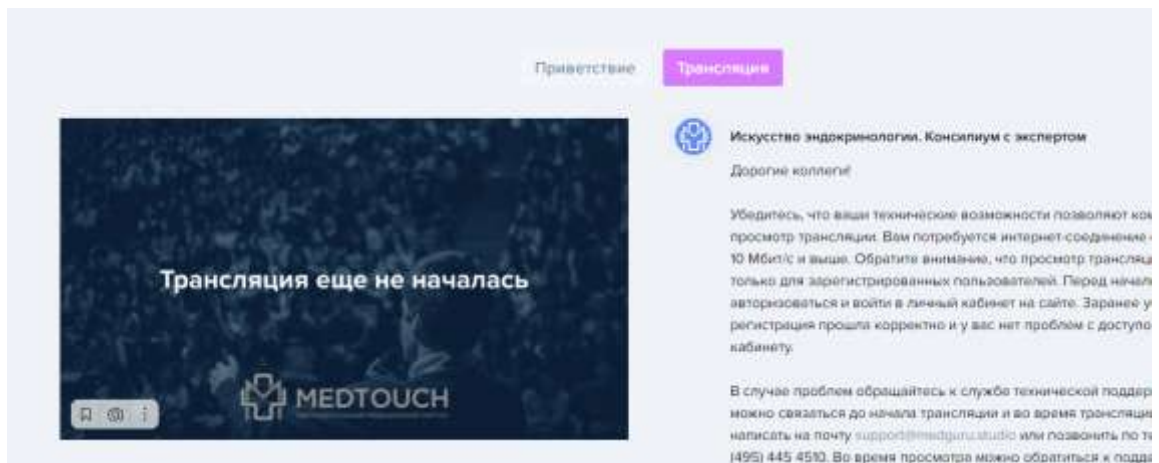 Приветствие
Трансляция
Искусство эндокринологии. Консилиум с экспертом
Дорогие коллеги!
Убедитесь, что ваши технические возможности позволяют
просмотр трансляции. Вам потребуется интернет-соединение
10 Мбит/с и выше. Обратите внимание, что просмотр
только для зарегистрированных пользователей. Перед
авторизоваться и войти в личный кабинет на сайте. Заранее
регистрация прошла корректно и у вас нет проблем с
кабинету.
В случае проблем обращайтесь к службе технической
можно связаться до начала трансляции и во время
написать на почту support@medguru.studio или позвонить по
(495) 445 4510. Во время просмотра можно обратиться к
Трансляция еще не началась
MEDTOUCH